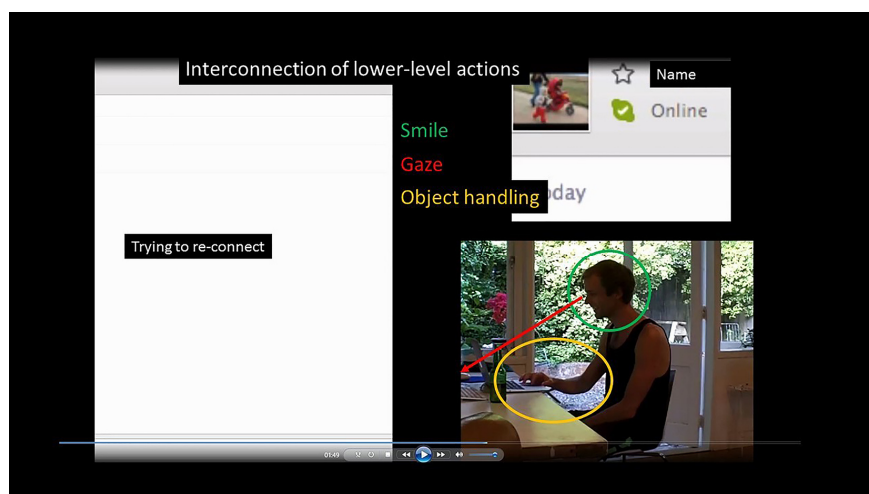 Interconnection of lower-level actions
Name
Online
Smile
Gaze
Object handling
oday
Trying to re-connect
01:49